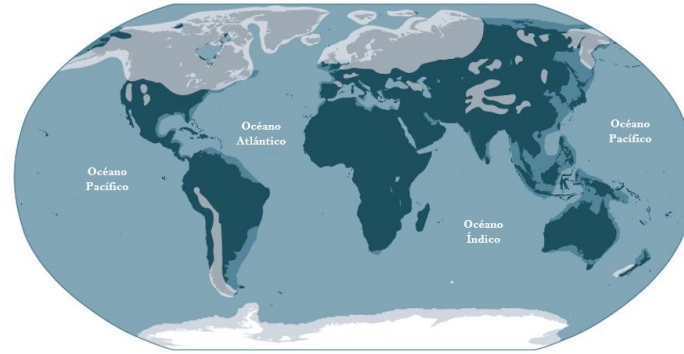 Océano
Atlántico
Océano
Pacífico
Océano
Pacífico
Océano
Índico